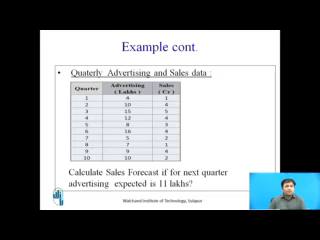 Example cont.
• Quaterly Advertising and Sales data :
Quarter Advertising ( Lakhs ) Sales ( Cr )
1 4 1
2 10 4
3 15 5
4 12 4
5 8 3
6 16 4
7 5 2
8 7 1
9 9 4
10 10 2
Calculate Sales Forecast if for next quarter
advertising expected is 11 lakhs?
Walchand Institute of Technology, Solapur